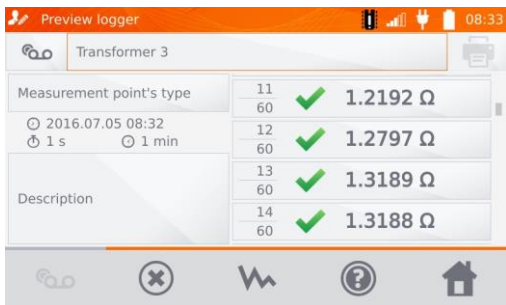 Preview logger
08:33
Transformer 3
Measurement point's type
2016.07.05 08:32
1 s
1 min
Description
11
60
1.2192 Ω
12
60
1.2797 Ω
13
60
1.3189 Ω
14
60
1.3188 Ω